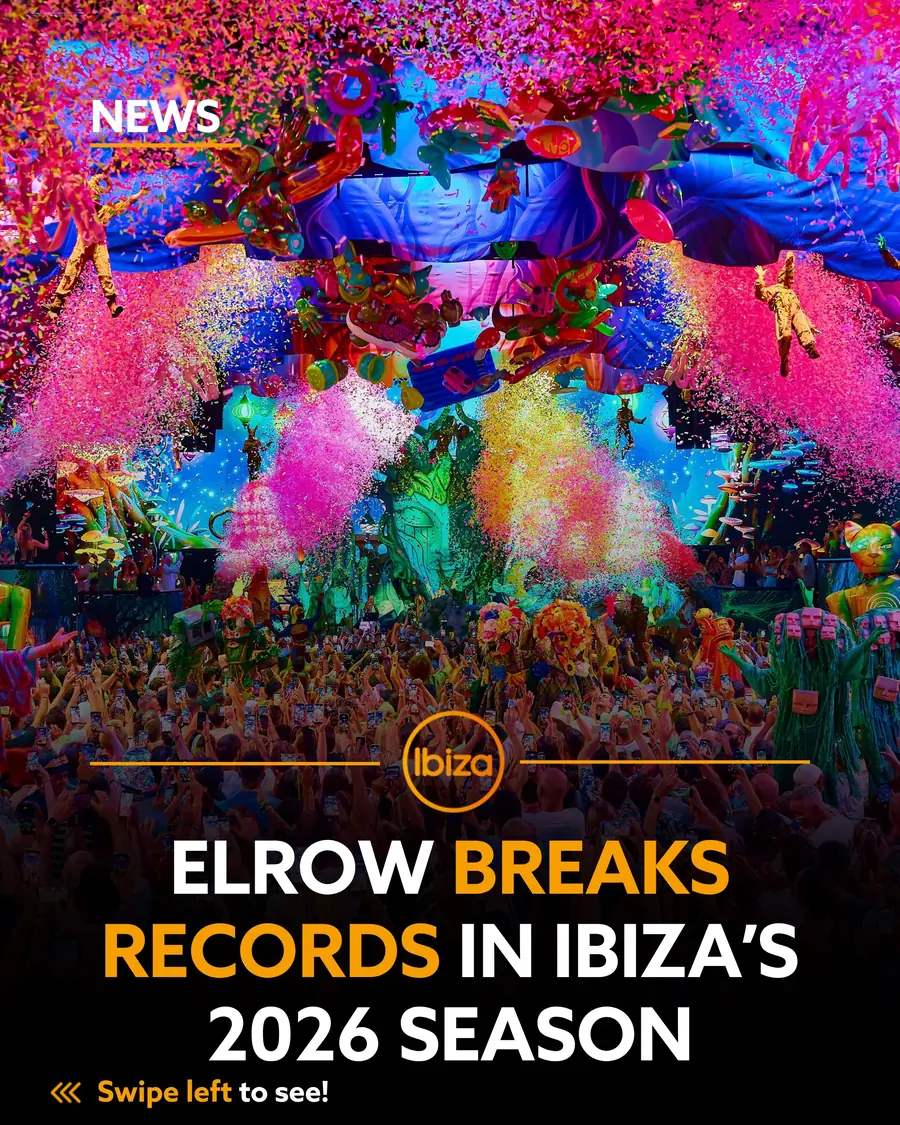 NEWS
Ibiza
ELROW BREAKS
RECORDS IN IBIZA'S
2026 SEASON
Swipe left to see!